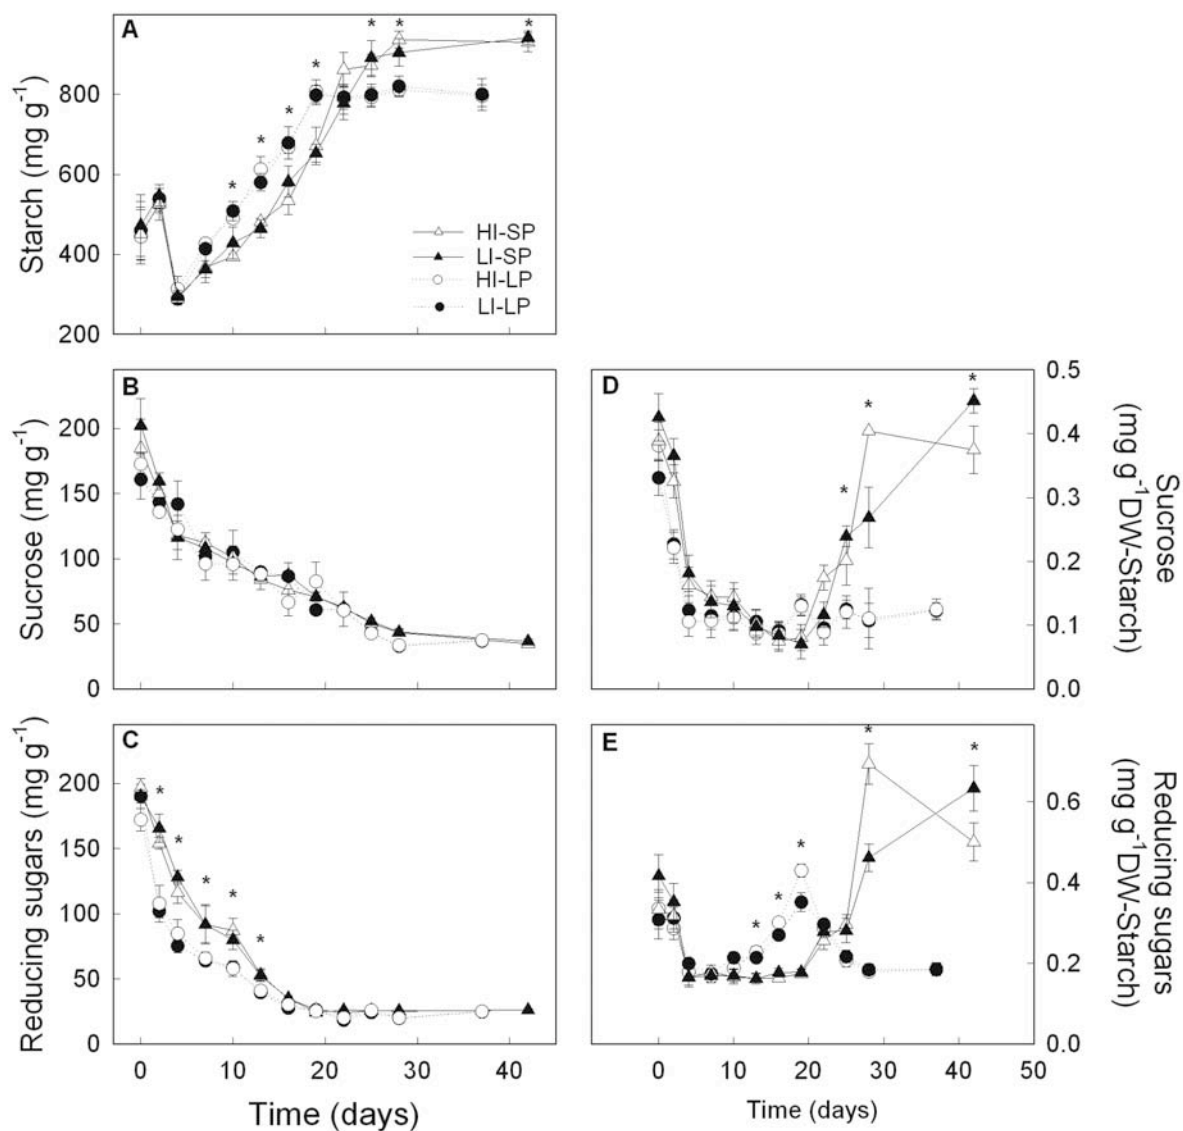 A
*
*
*
*
*
*
*
Starch (mg g⁻¹)
800
600
400
200
HI-SP
LI-SP
HI-LP
LI-LP
B
Sucrose (mg g⁻¹)
200
150
100
50
0
D
*
*
*
0.5
0.4
0.3
0.2
0.1
0.0
Sucrose
(mg g⁻¹DW-Starch)
C
*
*
*
*
*
Reducing sugars (mg g⁻¹)
200
150
100
50
0
0 10 20 30 40
Time (days)
E
*
*
*
*
*
0.6
0.4
0.2
0.0
Reducing sugars
(mg g⁻¹DW-Starch)
0 10 20 30 40 50
Time (days)